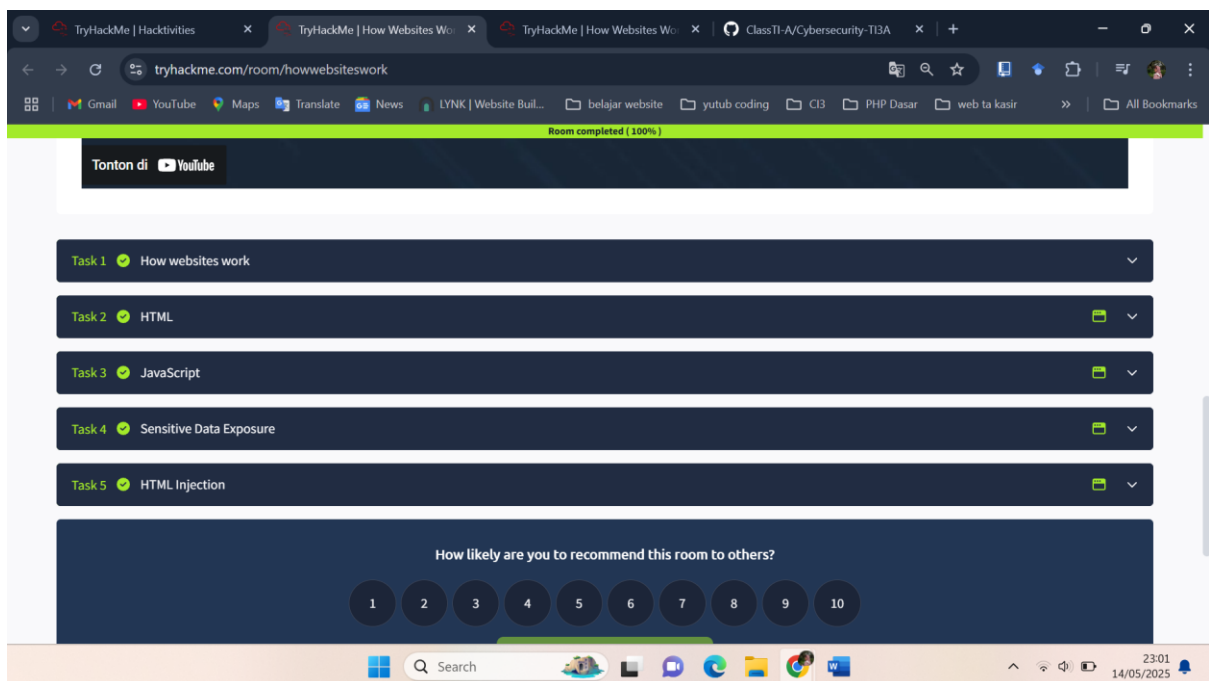 TryHackMe | Hacktivities
TryHackMe | How Websites Wo
TryHackMe | How Websites Wo
ClassTI-A/Cybersecurity-TI3A
tryhackme.com/room/howwebsiteswork
Gmail
YouTube
Maps
Translate
News
LYNK | Website Buil...
belajar website
yutub coding
CI3
PHP Dasar
web ta kasir
All Bookmarks
Room completed ( 100% )
Tonton di YouTube
Task 1 How websites work
Task 2 HTML
Task 3 JavaScript
Task 4 Sensitive Data Exposure
Task 5 HTML Injection
How likely are you to recommend this room to others?
1 2 3 4 5 6 7 8 9 10
Search
23:01
14/05/2025